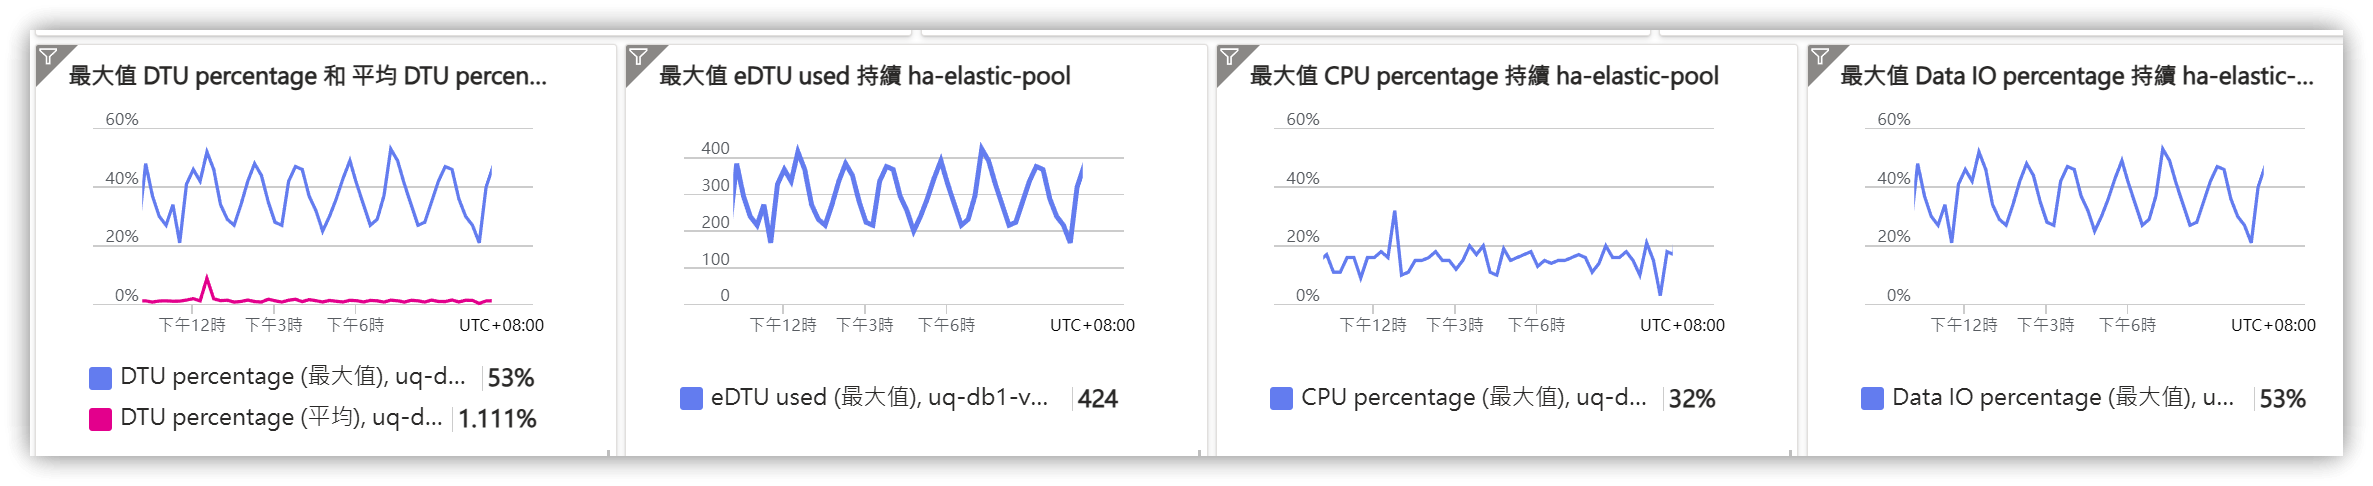 最大值 DTU percentage 和 平均 DTU percen...
60%
40%
20%
0%
下午12時 下午3時 下午6時 UTC+08:00
DTU percentage (最大值), uq-d... 53%
DTU percentage (平均), uq-d... 1.111%
最大值 eDTU used 持續 ha-elastic-pool
400
300
200
100
0
下午12時 下午3時 下午6時 UTC+08:00
eDTU used (最大值), uq-db1-v... 424
最大值 CPU percentage 持續 ha-elastic-pool
60%
40%
20%
0%
下午12時 下午3時 下午6時 UTC+08:00
CPU percentage (最大值), uq-d... 32%
最大值 Data IO percentage 持續 ha-elastic-...
60%
40%
20%
0%
下午12時 下午3時 下午6時 UTC+08:00
Data IO percentage (最大值), u... 53%